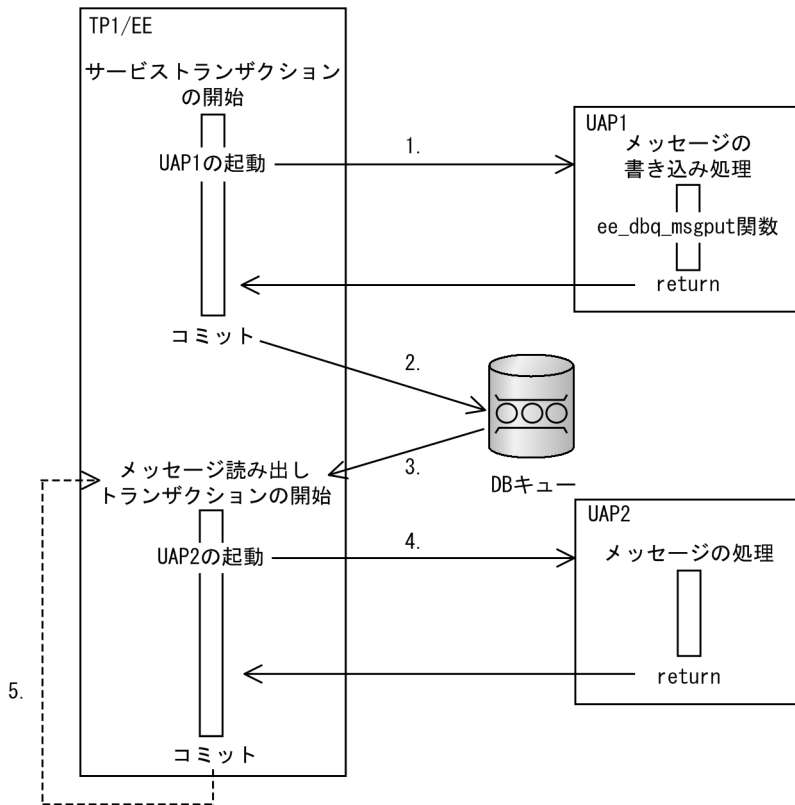 TP1/EE
サービストランザクション
の開始
UAP1の起動
1.
UAP1
メッセージの
書き込み処理
ee_dbq_msgput関数
return
コミット
2.
3.
DBキュー
メッセージ読み出し
トランザクションの開始
UAP2の起動
4.
UAP2
メッセージの処理
return
5.
コミット